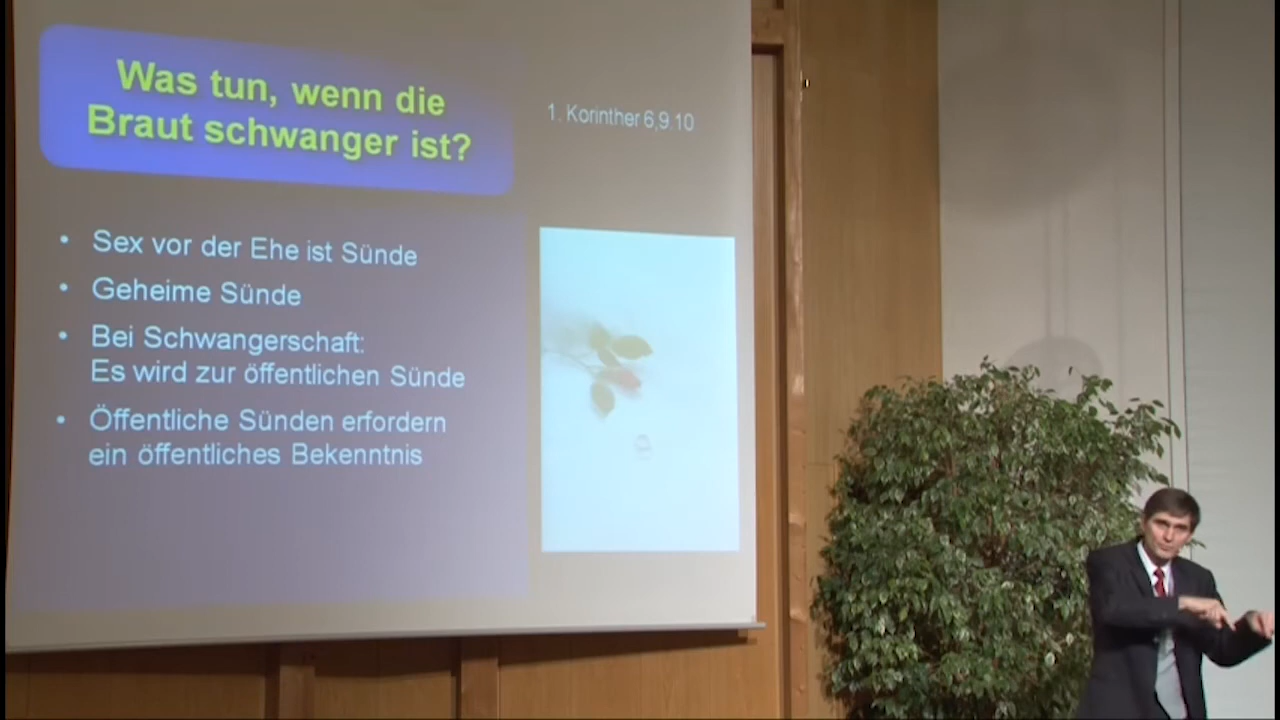 Was tun, wenn die
Braut schwanger ist?
1. Korinther 6,9.10
• Sex vor der Ehe ist Sünde
• Geheime Sünde
• Bei Schwangerschaft:
Es wird zur öffentlichen Sünde
• Öffentliche Sünden erfordern
ein öffentliches Bekenntnis